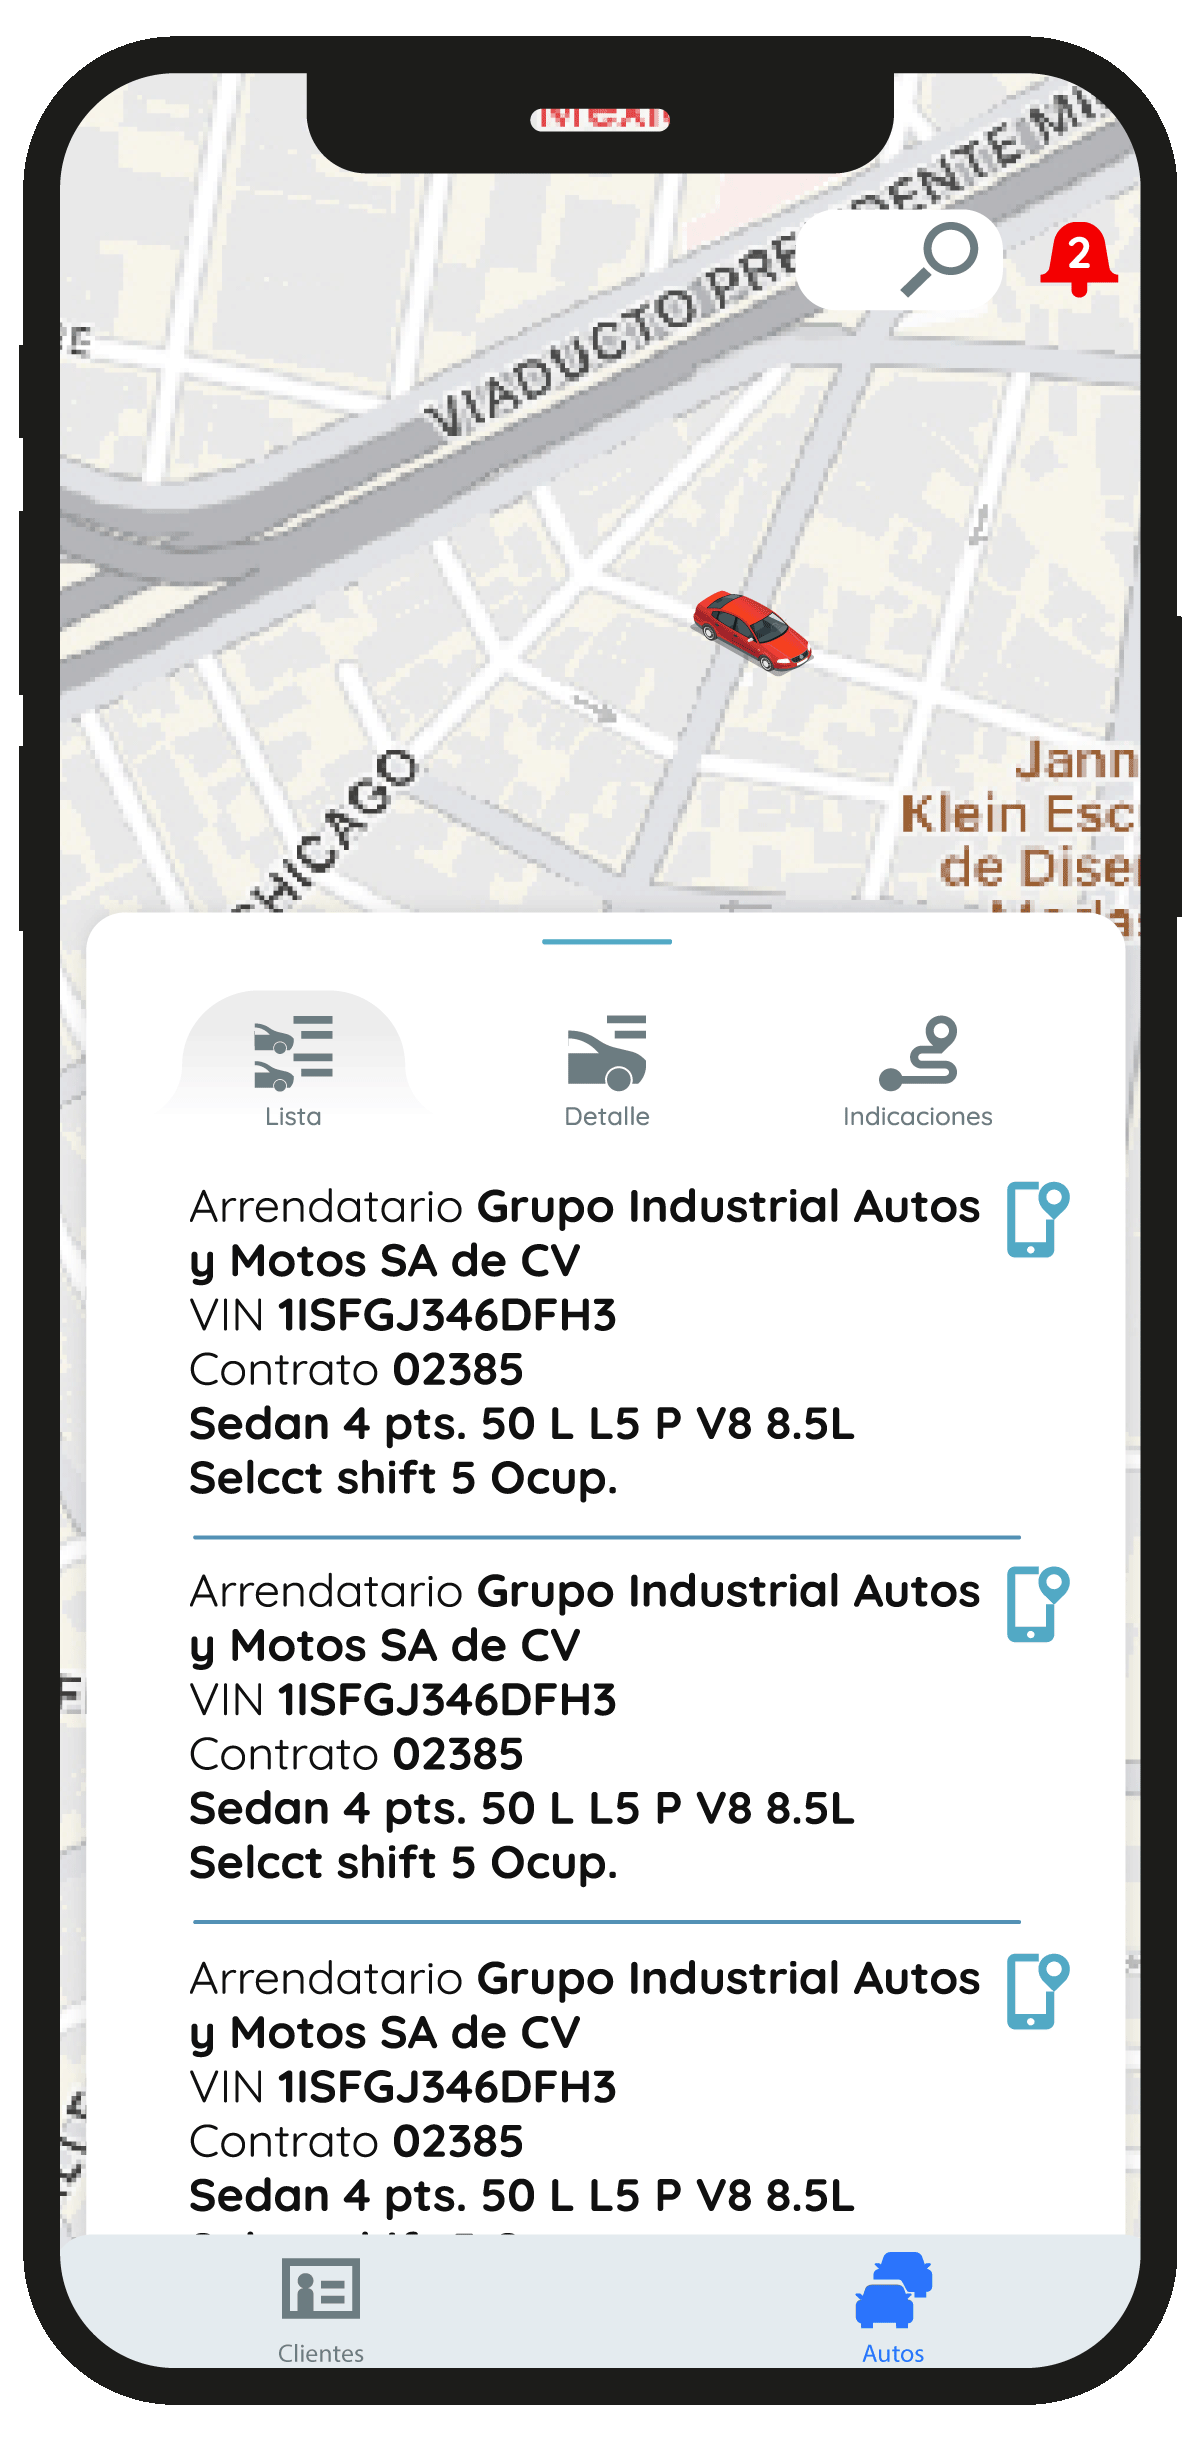 2
VIADUCTO PRE DENTE MI
CHICAGO
Jann
Klein Esc
de Dise
Lista
Detalle
Indicaciones
Arrendatario Grupo Industrial Autos
y Motos SA de CV
VIN 1ISFGJ346DFH3
Contrato 02385
Sedan 4 pts. 50 L L5 P V8 8.5L
Selcct shift 5 Ocup.
Arrendatario Grupo Industrial Autos
y Motos SA de CV
VIN 1ISFGJ346DFH3
Contrato 02385
Sedan 4 pts. 50 L L5 P V8 8.5L
Selcct shift 5 Ocup.
Arrendatario Grupo Industrial Autos
y Motos SA de CV
VIN 1ISFGJ346DFH3
Contrato 02385
Sedan 4 pts. 50 L L5 P V8 8.5L
Clientes
Autos